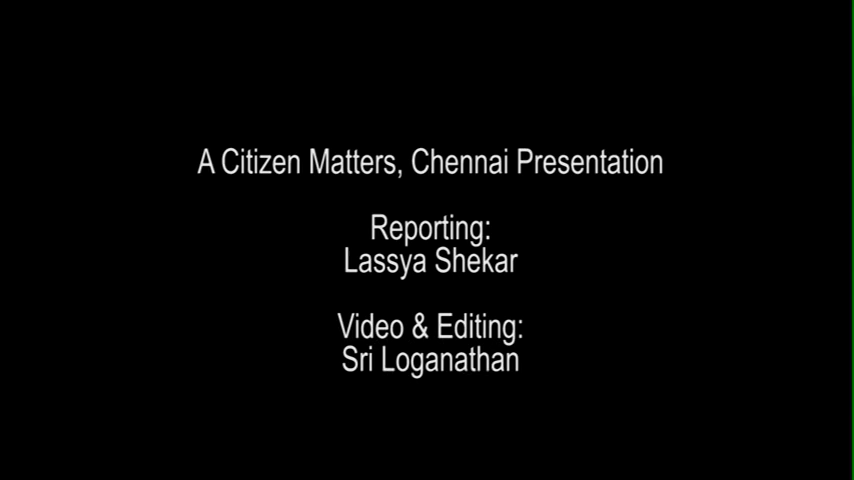 A Citizen Matters, Chennai Presentation
Reporting:
Lassya Shekar
Video & Editing:
Sri Loganathan